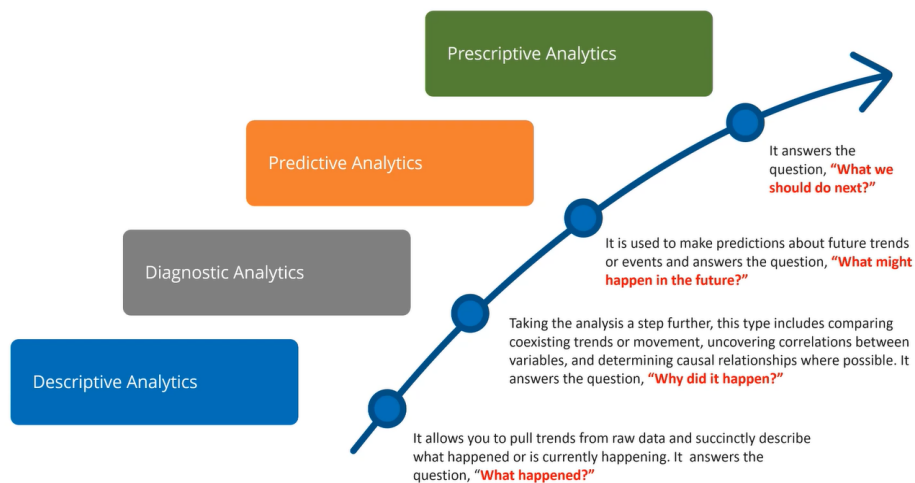 Prescriptive Analytics
It answers the
question, “What we
should do next?”
Predictive Analytics
It is used to make predictions about future trends
or events and answers the question, “What might
happen in the future?”
Diagnostic Analytics
Taking the analysis a step further, this type includes comparing
coexisting trends or movement, uncovering correlations between
variables, and determining causal relationships where possible. It
answers the question, “Why did it happen?”
Descriptive Analytics
It allows you to pull trends from raw data and succinctly describe
what happened or is currently happening. It answers the
question, “What happened?”